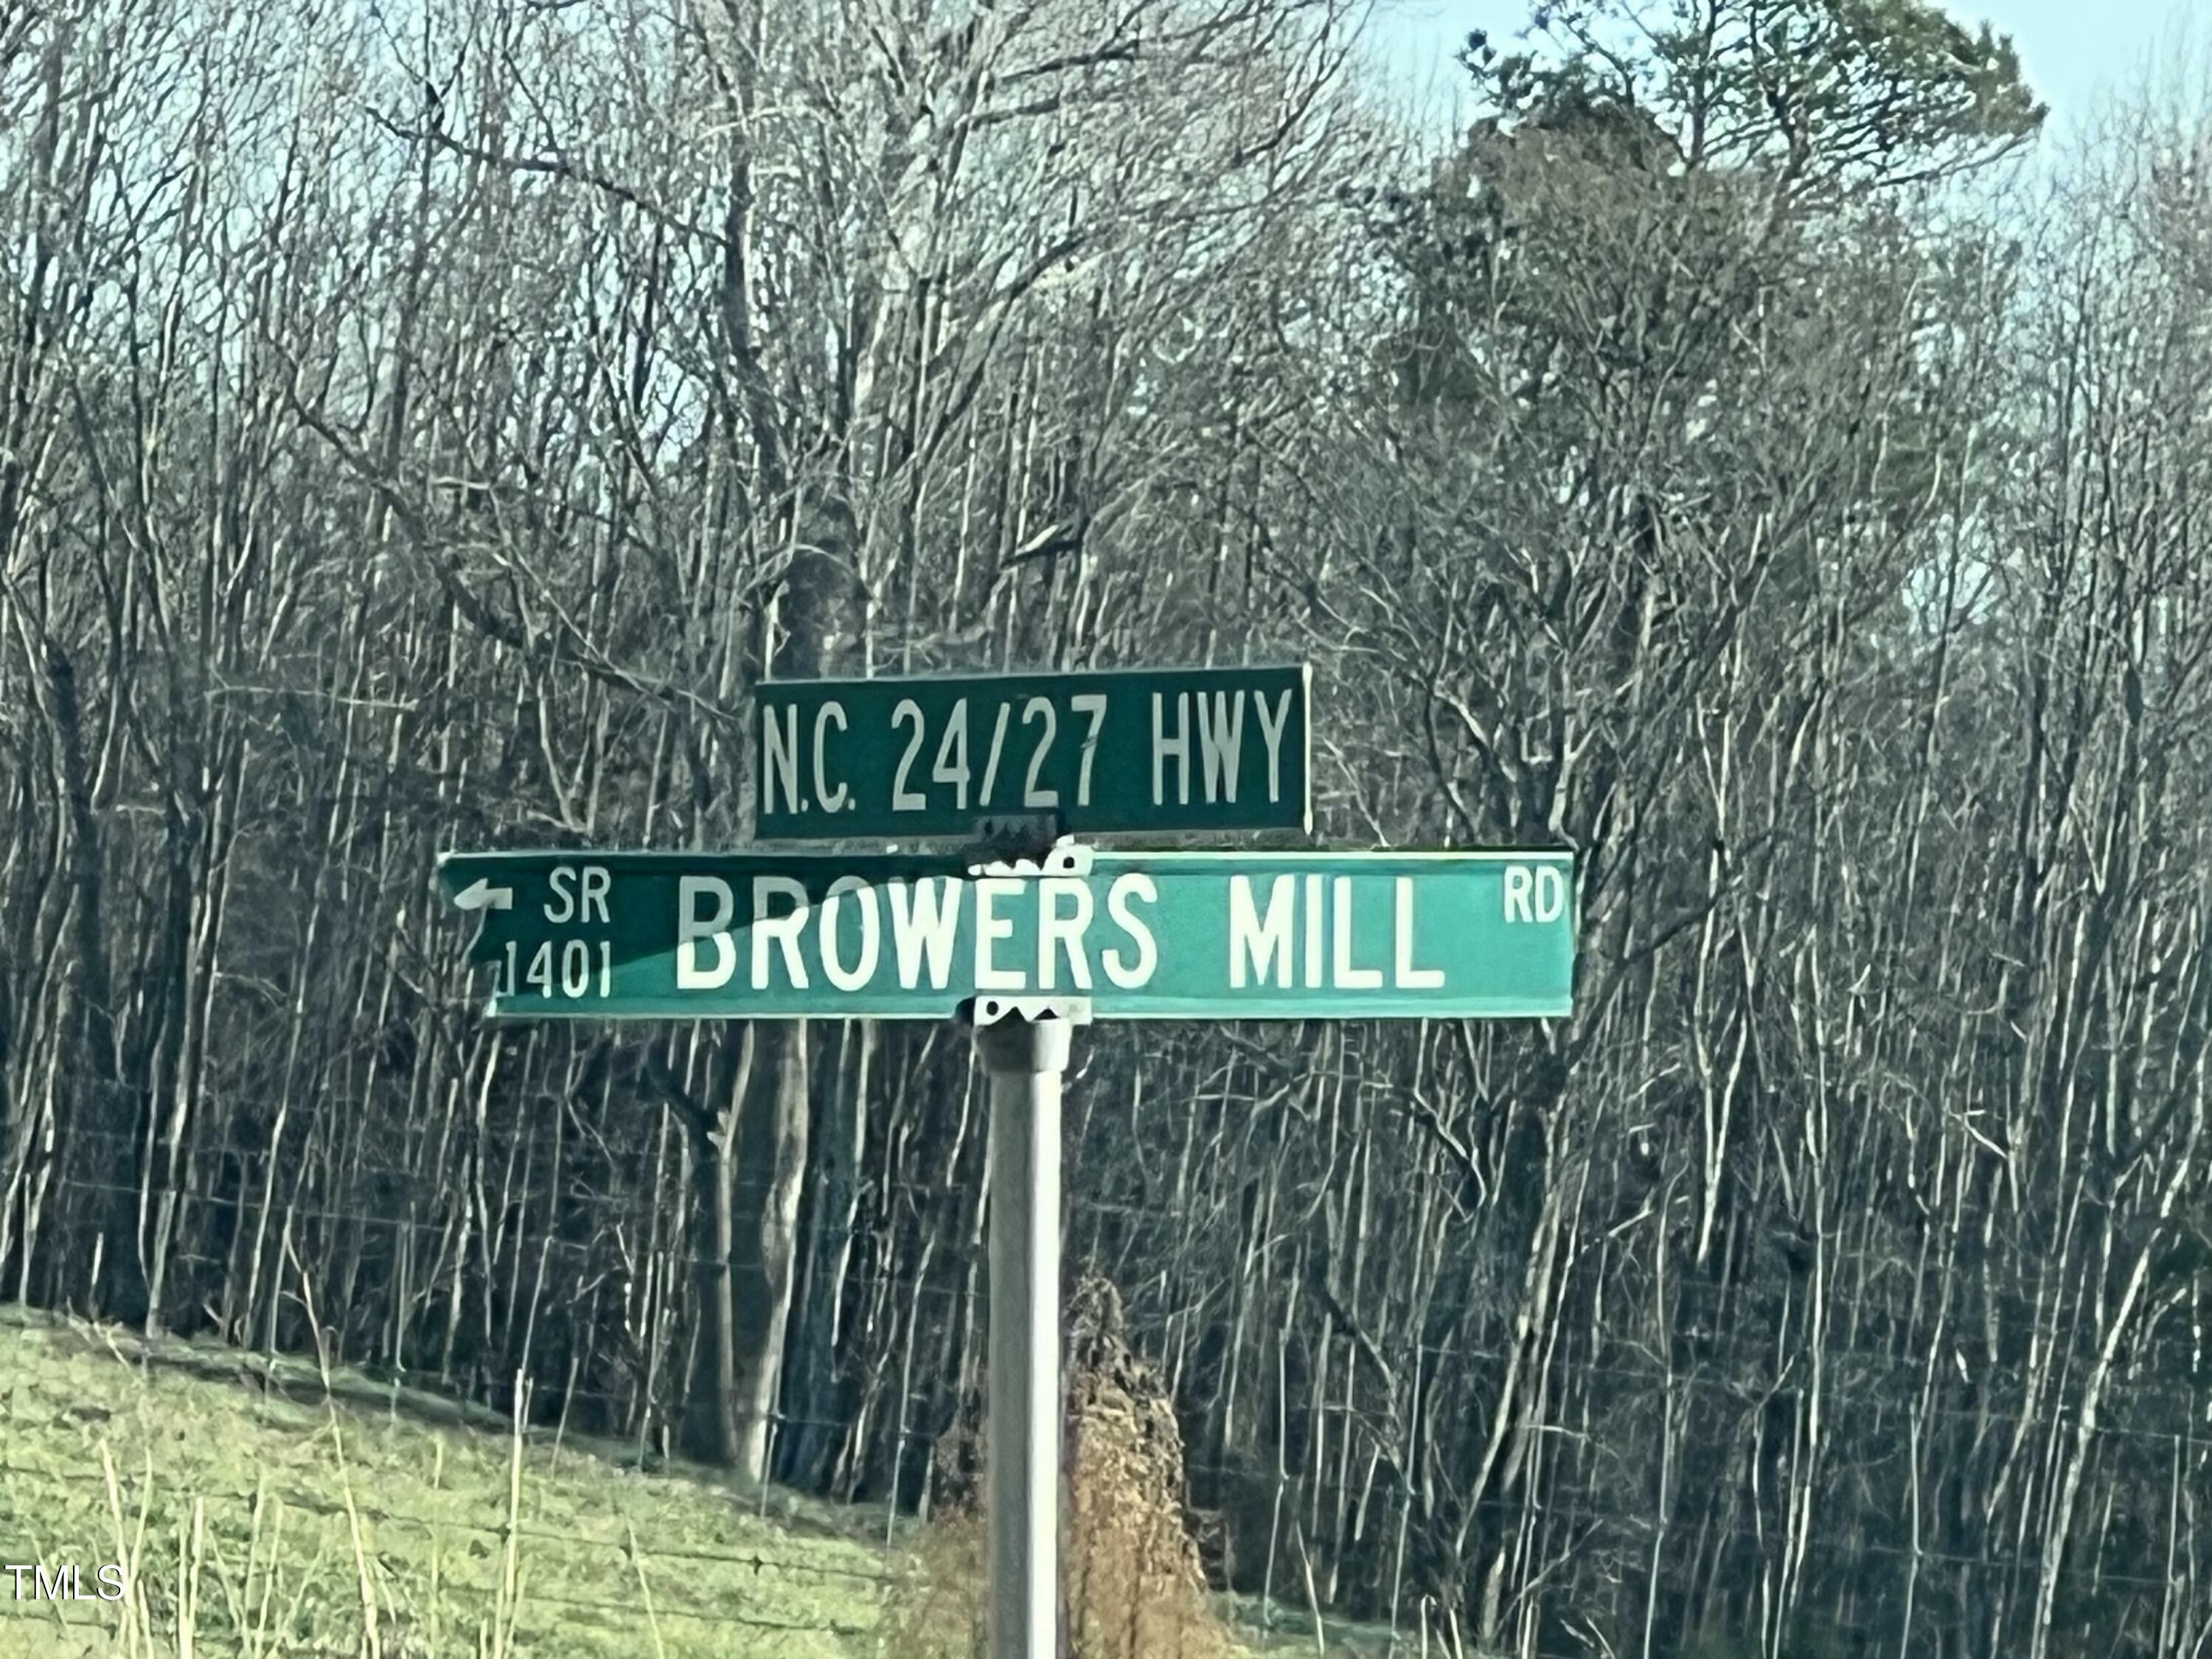 N.C. 24/27 HWY
← SR BROWERS MILL RD
1401
TMLS